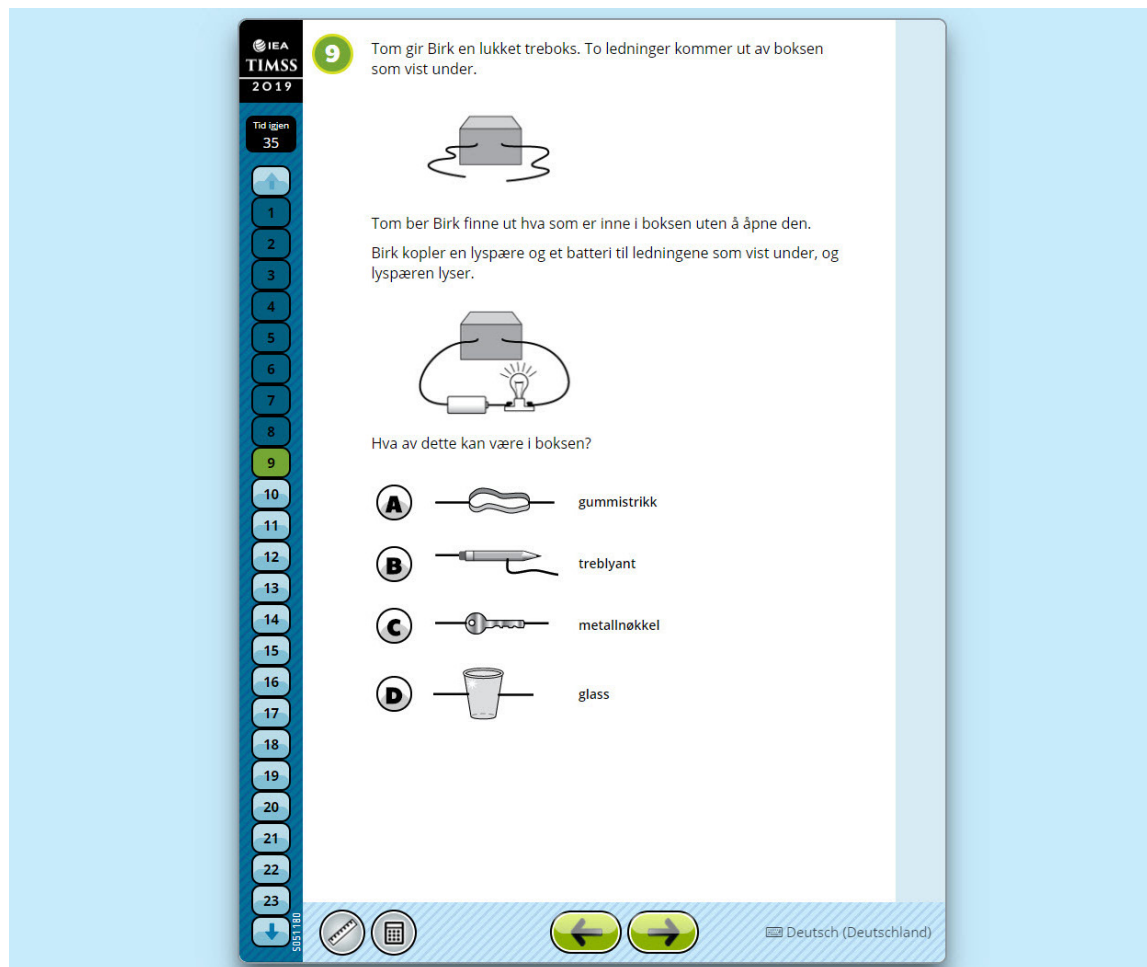 IEA
TIMSS
2019
Tid igjen
35
1
2
3
4
5
6
7
8
9
10
11
12
13
14
15
16
17
18
19
20
21
22
23
S051180
9
Tom gir Birk en lukket treboks. To ledninger kommer ut av boksen
som vist under.
Tom ber Birk finne ut hva som er inne i boksen uten å åpne den.
Birk kopler en lyspære og et batteri til ledningene som vist under, og
lyspæren lyser.
Hva av dette kan være i boksen?
A gummistrikk
B treblyant
C metallnøkkel
D glass
Deutsch (Deutschland)